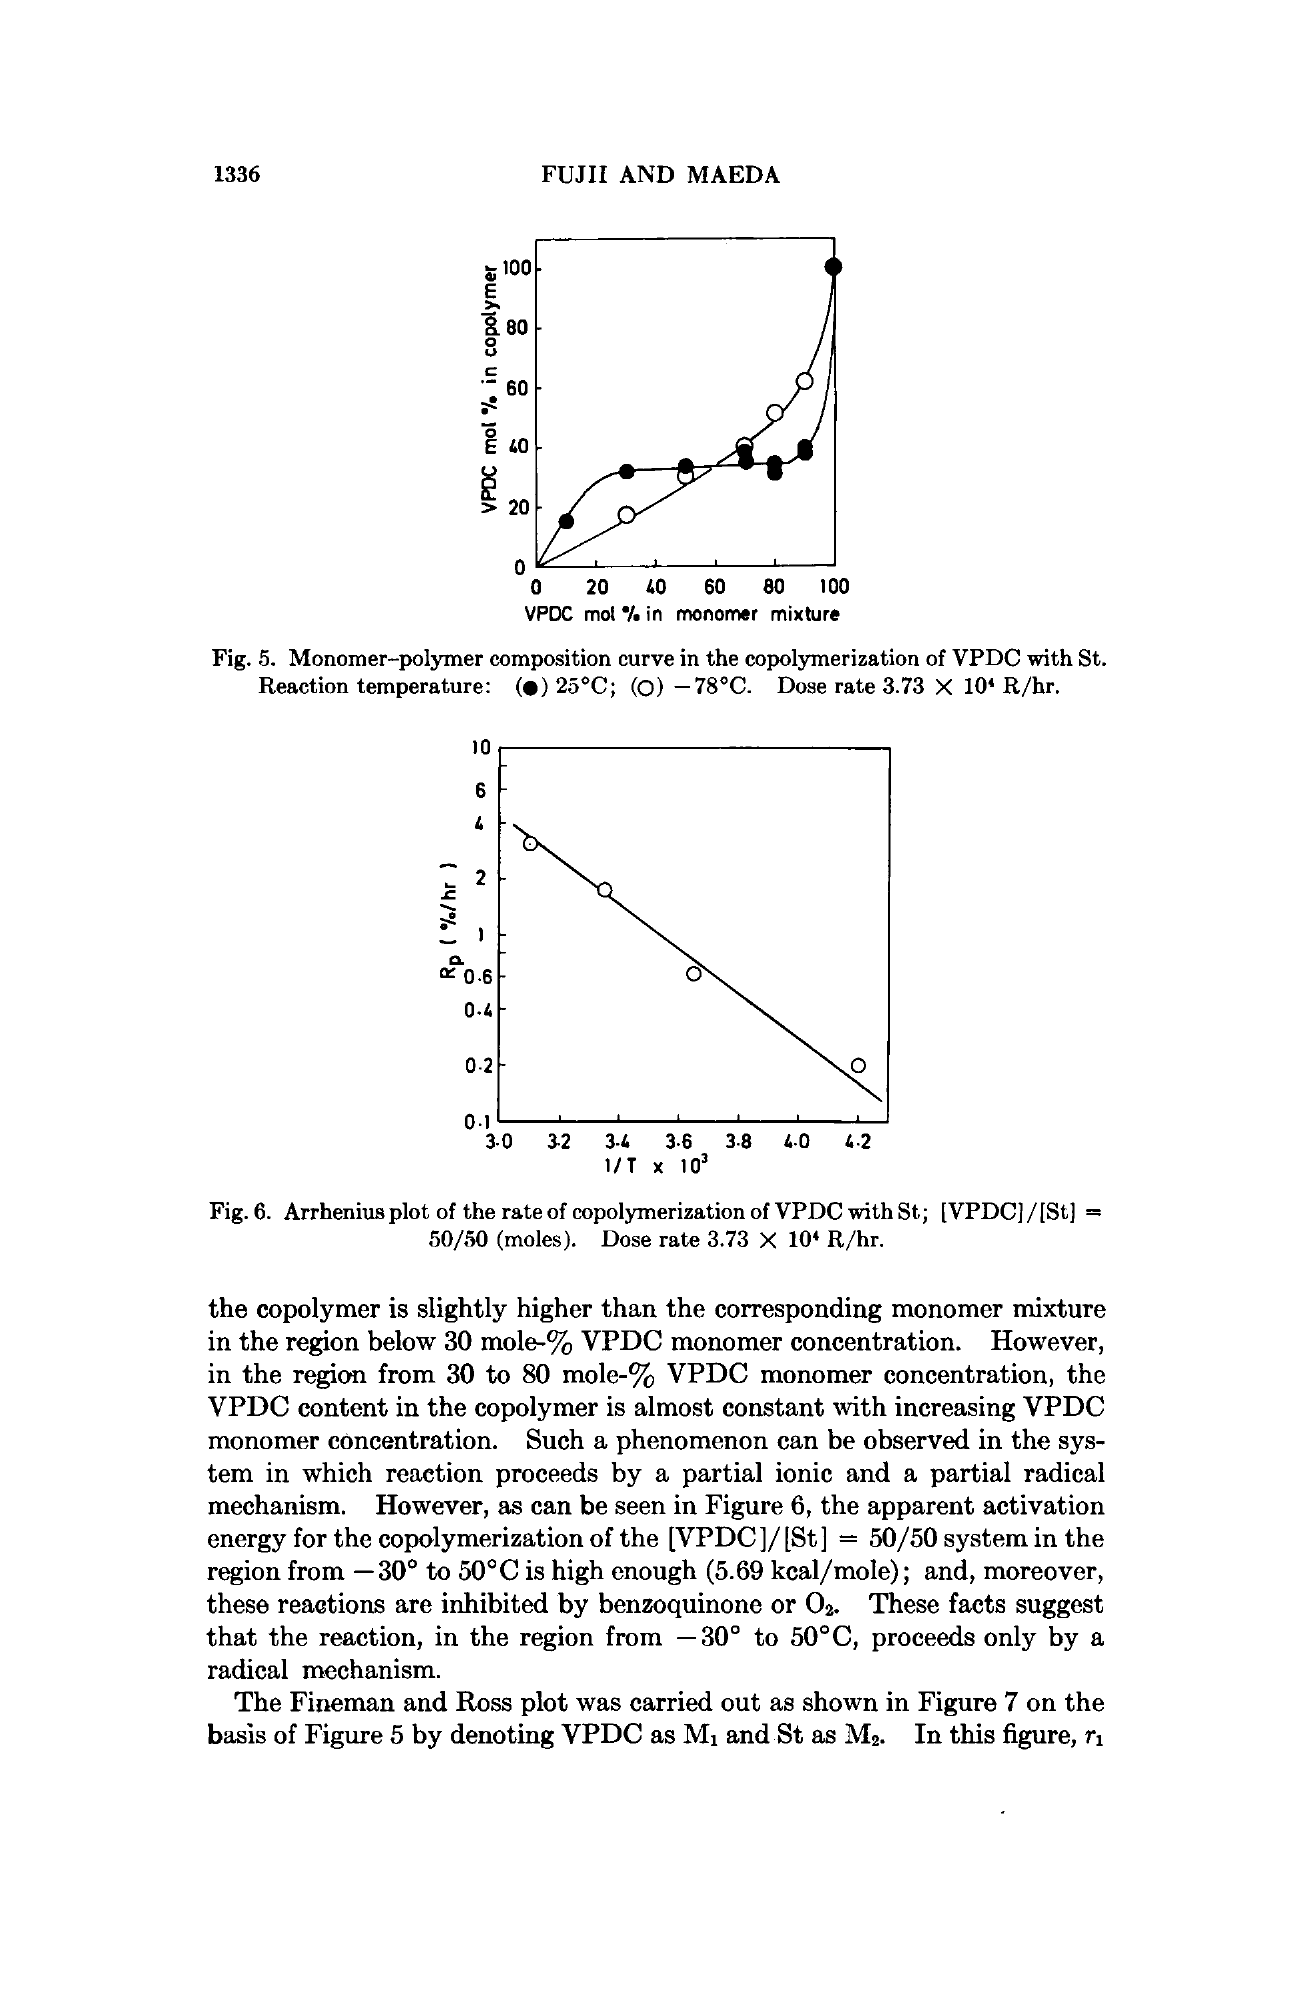 1336 FUJII AND MAEDA
VPDC mol % in copolymer
100
80
60
40
20
0
0 20 40 60 80 100
VPDC mol % in monomer mixture
Fig. 5. Monomer-polymer composition curve in the copolymerization of VPDC with St.
Reaction temperature: (●) 25°C; (○) −78°C. Dose rate 3.73 × 10⁴ R/hr.
Rp ( %/hr )
10
6
4
2
1
0.6
0.4
0.2
0.1
3.0 3.2 3.4 3.6 3.8 4.0 4.2
1/T x 10³
Fig. 6. Arrhenius plot of the rate of copolymerization of VPDC with St; [VPDC]/[St] =
50/50 (moles). Dose rate 3.73 × 10⁴ R/hr.
the copolymer is slightly higher than the corresponding monomer mixture
in the region below 30 mole-% VPDC monomer concentration. However,
in the region from 30 to 80 mole-% VPDC monomer concentration, the
VPDC content in the copolymer is almost constant with increasing VPDC
monomer concentration. Such a phenomenon can be observed in the sys-
tem in which reaction proceeds by a partial ionic and a partial radical
mechanism. However, as can be seen in Figure 6, the apparent activation
energy for the copolymerization of the [VPDC]/[St] = 50/50 system in the
region from −30° to 50°C is high enough (5.69 kcal/mole); and, moreover,
these reactions are inhibited by benzoquinone or O₂. These facts suggest
that the reaction, in the region from −30° to 50°C, proceeds only by a
radical mechanism.
The Fineman and Ross plot was carried out as shown in Figure 7 on the
basis of Figure 5 by denoting VPDC as M₁ and St as M₂. In this figure, r₁